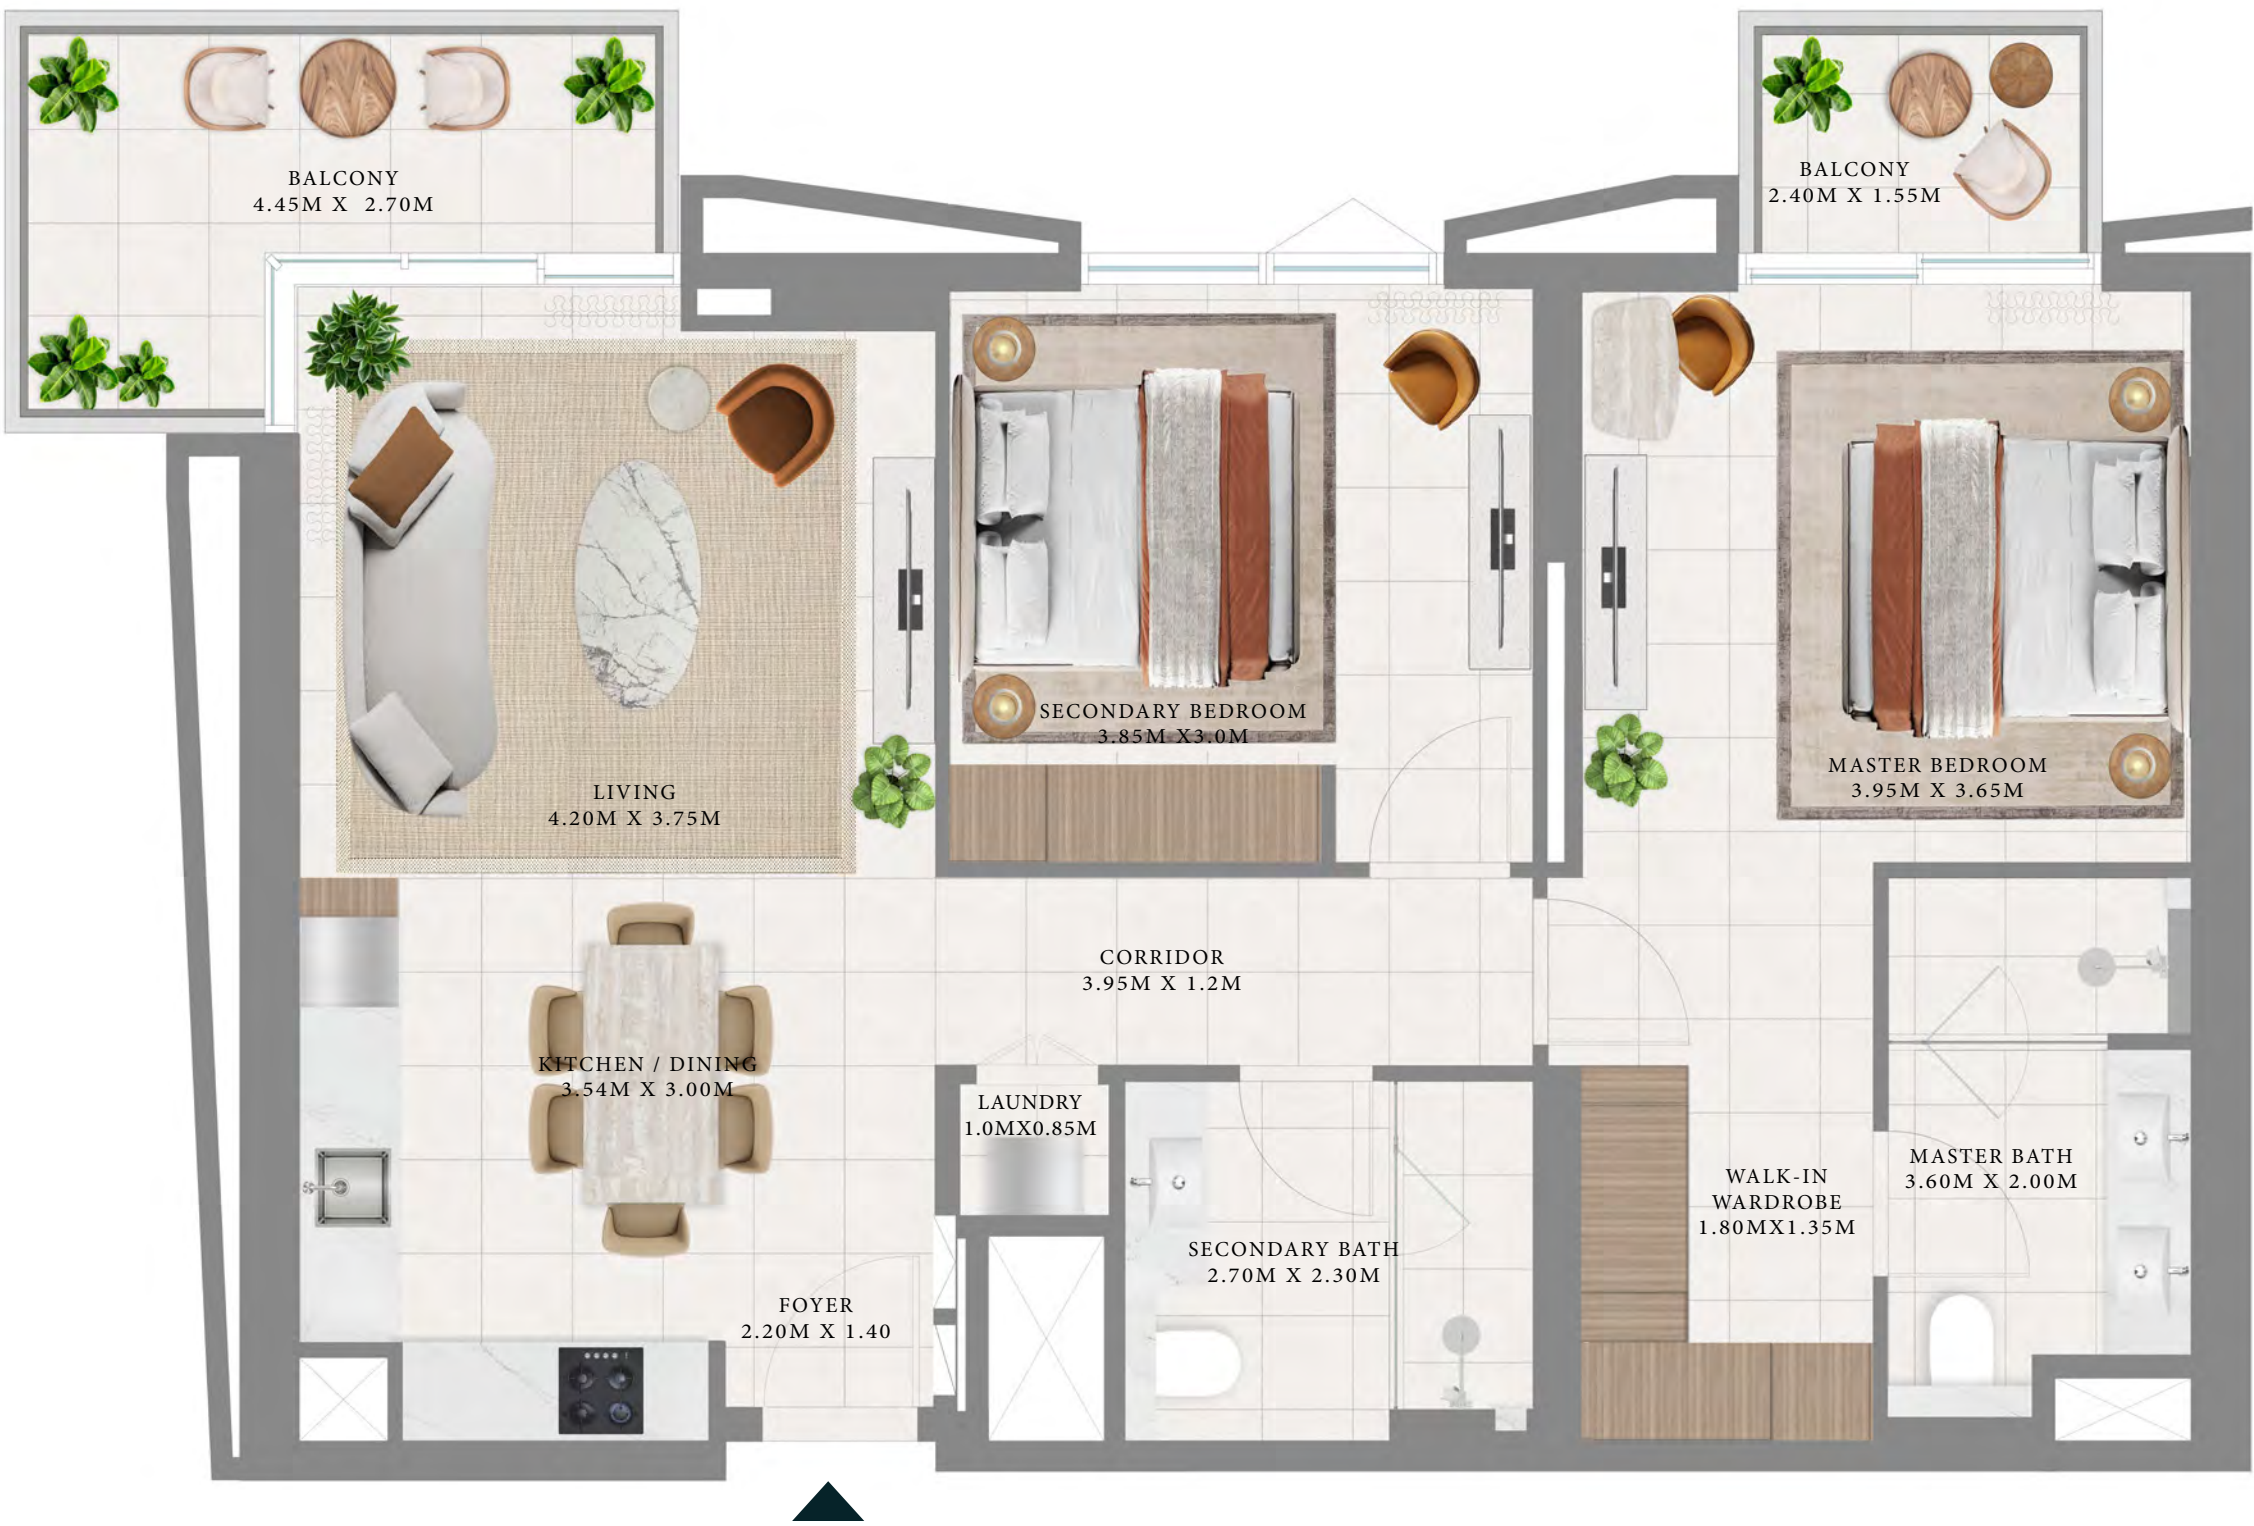 BALCONY
4.45M X 2.70M
BALCONY
2.40M X 1.55M
SECONDARY BEDROOM
3.85M X3.0M
MASTER BEDROOM
3.95M X 3.65M
LIVING
4.20M X 3.75M
CORRIDOR
3.95M X 1.2M
KITCHEN / DINING
3.54M X 3.00M
LAUNDRY
1.0MX0.85M
MASTER BATH
3.60M X 2.00M
WALK-IN
WARDROBE
1.80MX1.35M
SECONDARY BATH
2.70M X 2.30M
FOYER
2.20M X 1.40